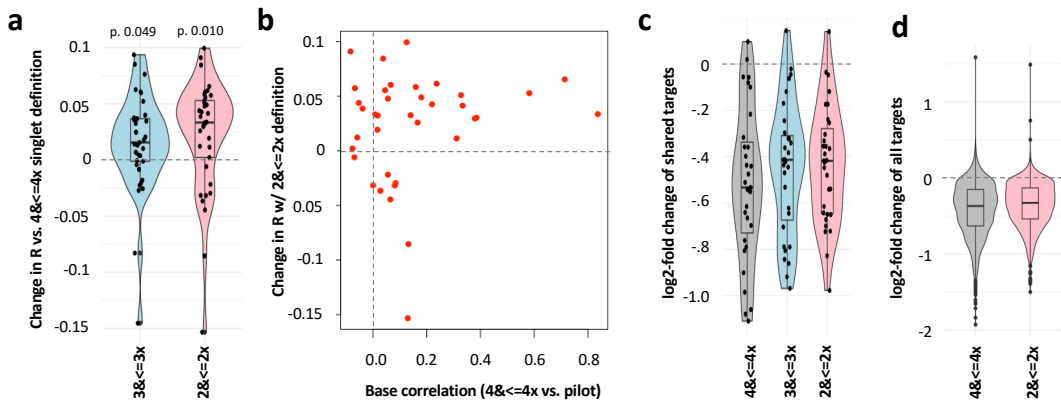 a
p. 0.049 p. 0.010
Change in R vs. 4&<=4x singlet definition
0.1
0.05
0
-0.05
-0.1
-0.15
3&<=3x
2&<=2x
b
Change in R w/ 2&<=2x definition
0.1
0.05
0
0.05
-0.1
-0.15
0.0 0.2 0.4 0.6 0.8
Base correlation (4&<=4x vs. pilot)
c
log2-fold change of shared targets
0
-.2
-.4
-.6
-.8
-1.0
4&<=4x
3&<=3x
2&<=2x
d
log2-fold change of all targets
1
0
-1
-2
4&<=4x
2&<=2x